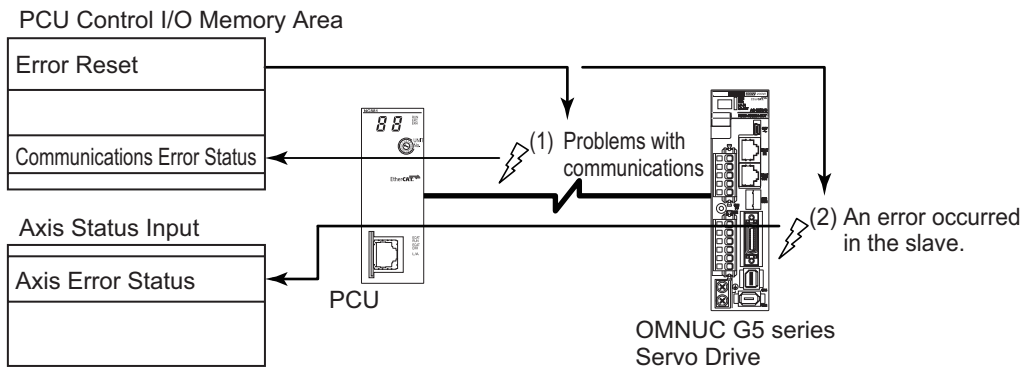 PCU Control I/O Memory Area
Error Reset
Communications Error Status
(1) Problems with
communications
EtherCAT
Axis Status Input
Axis Error Status
(2) An error occurred
in the slave.
PCU
OMNUC G5 series
Servo Drive